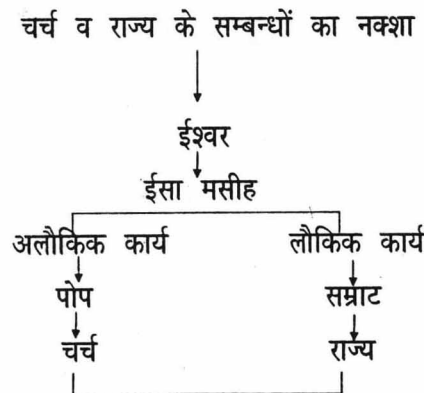 चर्च व राज्य के सम्बन्धों का नक्शा
ईश्वर
ईसा मसीह
अलौकिक कार्य लौकिक कार्य
पोप सम्राट
चर्च राज्य